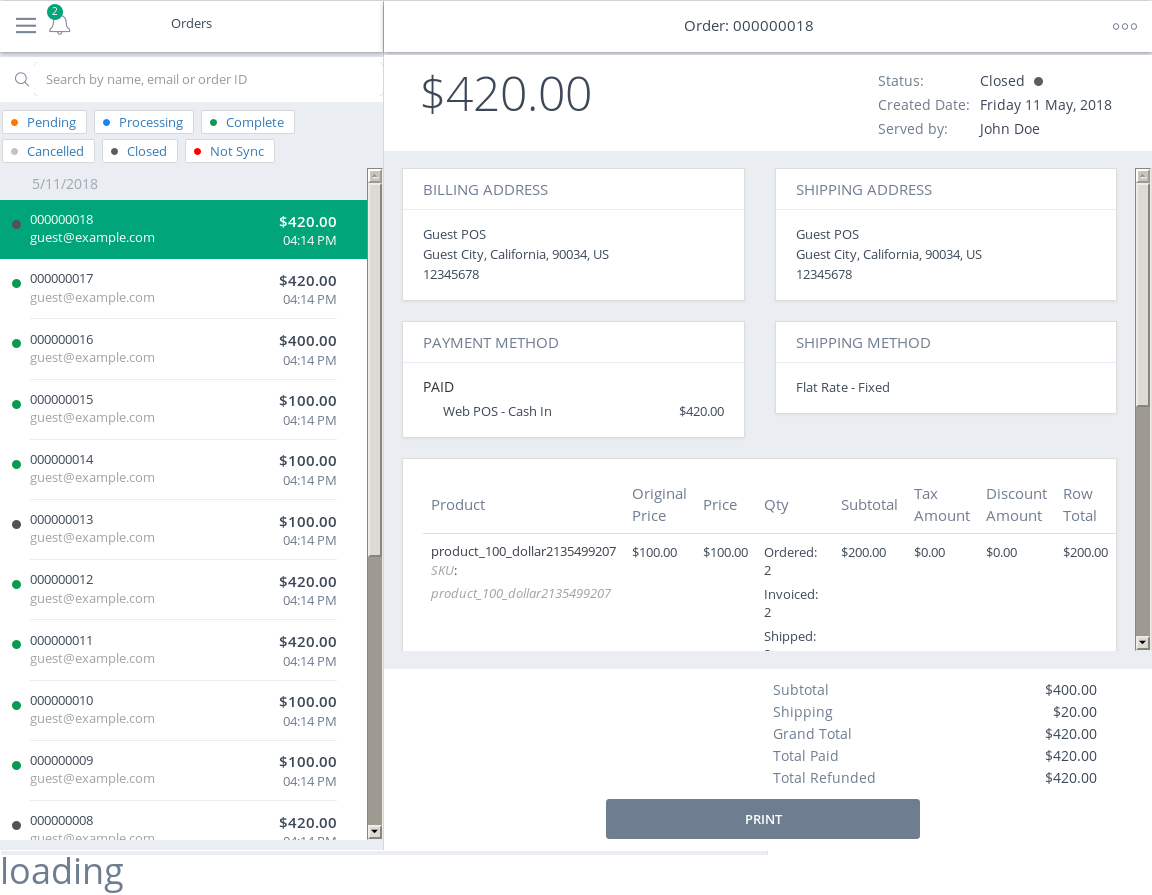 2
Orders
Search by name, email or order ID
Pending Processing Complete
Cancelled Closed Not Sync
5/11/2018
000000018 $420.00
guest@example.com 04:14 PM
000000017 $420.00
guest@example.com 04:14 PM
000000016 $400.00
guest@example.com 04:14 PM
000000015 $100.00
guest@example.com 04:14 PM
000000014 $100.00
guest@example.com 04:14 PM
000000013 $100.00
guest@example.com 04:14 PM
000000012 $420.00
guest@example.com 04:14 PM
000000011 $420.00
guest@example.com 04:14 PM
000000010 $100.00
guest@example.com 04:14 PM
000000009 $100.00
guest@example.com 04:14 PM
000000008 $420.00
guest@example.com 04:14 PM
Order: 000000018
$420.00
Status: Closed
Created Date: Friday 11 May, 2018
Served by: John Doe
BILLING ADDRESS
Guest POS
Guest City, California, 90034, US
12345678
SHIPPING ADDRESS
Guest POS
Guest City, California, 90034, US
12345678
PAYMENT METHOD
PAID
Web POS - Cash In $420.00
SHIPPING METHOD
Flat Rate - Fixed
Product Original Price Price Qty Subtotal Tax Amount Discount Amount Row Total
product_100_dollar2135499207 $100.00 $100.00 Ordered: $200.00 $0.00 $0.00 $200.00
SKU: 2
product_100_dollar2135499207 Invoiced:
2
Shipped:
Subtotal $400.00
Shipping $20.00
Grand Total $420.00
Total Paid $420.00
Total Refunded $420.00
PRINT
loading